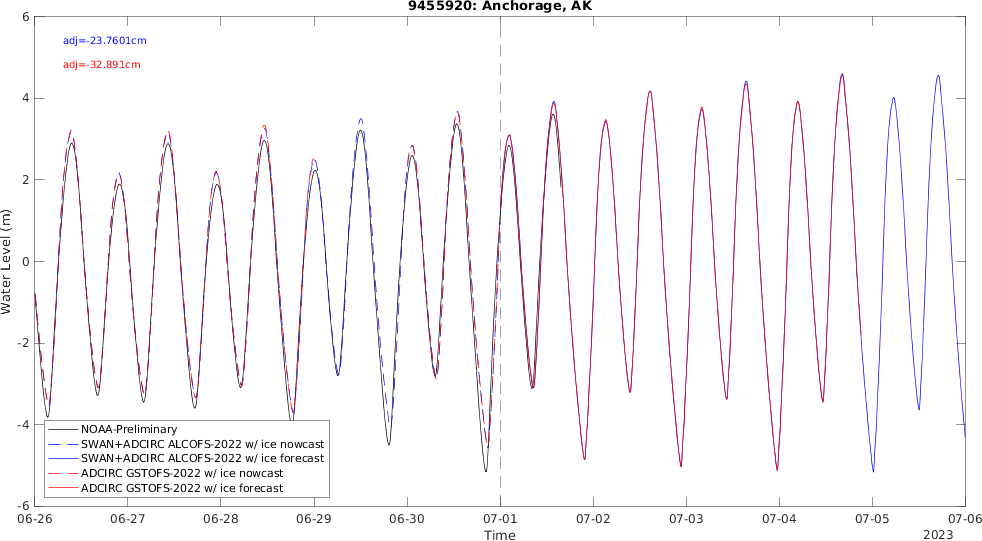 9455920: Anchorage, AK
adj=-23.7601cm
adj=-32.891cm
6
4
2
0
-2
-4
-6
Water Level (m)
NOAA-Preliminary
SWAN+ADCIRC ALCOFS-2022 w/ ice nowcast
SWAN+ADCIRC ALCOFS-2022 w/ ice forecast
ADCIRC GSTOFS-2022 w/ ice nowcast
ADCIRC GSTOFS-2022 w/ ice forecast
06-26 06-27 06-28 06-29 06-30 07-01 07-02 07-03 07-04 07-05 07-06
Time
2023